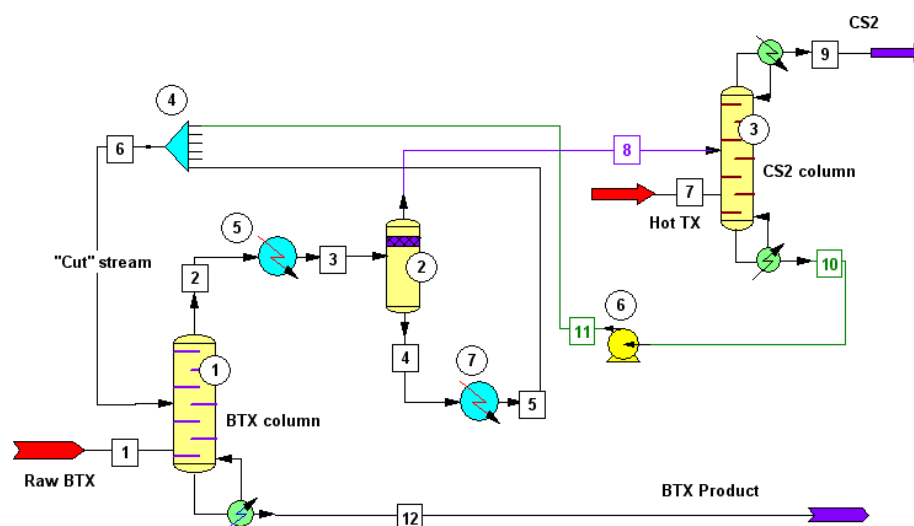 CS2
4
9
6
3
8
CS2 column
7
Hot TX
5
"Cut" stream
3
2
2
10
6
11
4
7
1
5
BTX column
1
Raw BTX
BTX Product
12